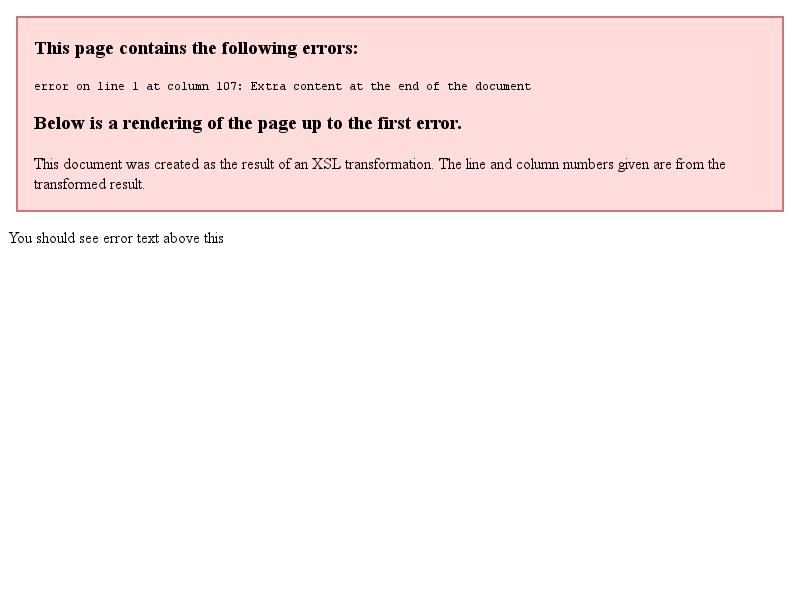 This page contains the following errors:
error on line 1 at column 107: Extra content at the end of the document
Below is a rendering of the page up to the first error.
This document was created as the result of an XSL transformation. The line and column numbers given are from the
transformed result.
You should see error text above this